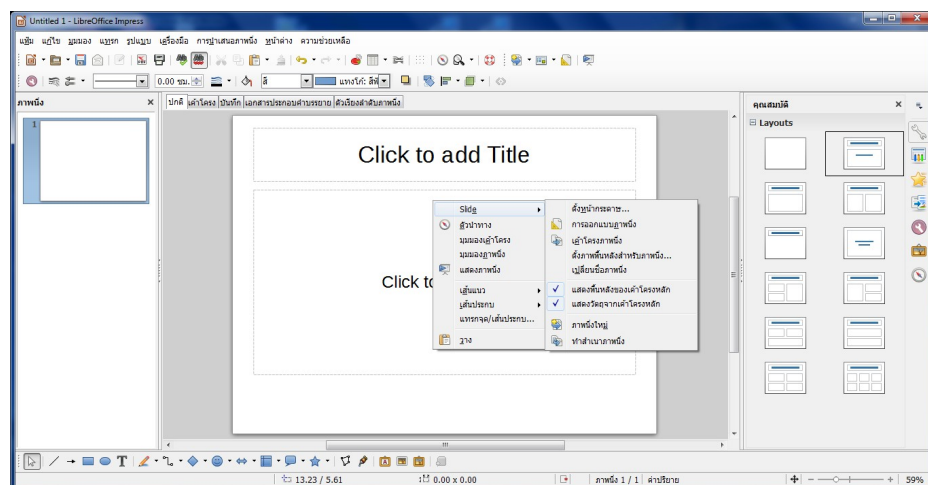 Untitled 1 - LibreOffice Impress
แฟ้ม แก้ไข มุมมอง แทรก รูปแบบ เครื่องมือ การนำเสนอภาพนิ่ง หน้าต่าง ความช่วยเหลือ
0.00 ซม. สี แทงโก้: สีฟ้
ภาพนิ่ง
ปกติ เค้าโครง บันทึก เอกสารประกอบคำบรรยาย ตัวเรียงลำดับภาพนิ่ง
คุณสมบัติ
1
Layouts
Click to add Title
Click to
Slide
ตัวนำทาง
มุมมองเค้าโครง
มุมมองภาพนิ่ง
แสดงภาพนิ่ง
เส้นแนว
เส้นประกบ
แทรกจุด/เส้นประกบ...
วาง
ตั้งหน้ากระดาษ...
การออกแบบภาพนิ่ง
เค้าโครงภาพนิ่ง
ตั้งภาพพื้นหลังสำหรับภาพนิ่ง...
เปลี่ยนชื่อภาพนิ่ง
แสดงพื้นหลังของเค้าโครงหลัก
แสดงวัตถุจากเค้าโครงหลัก
ภาพนิ่งใหม่
ทำสำเนาภาพนิ่ง
13.23 / 5.61 0.00 x 0.00 ภาพนิ่ง 1 / 1 ค่าปริยาย 59%